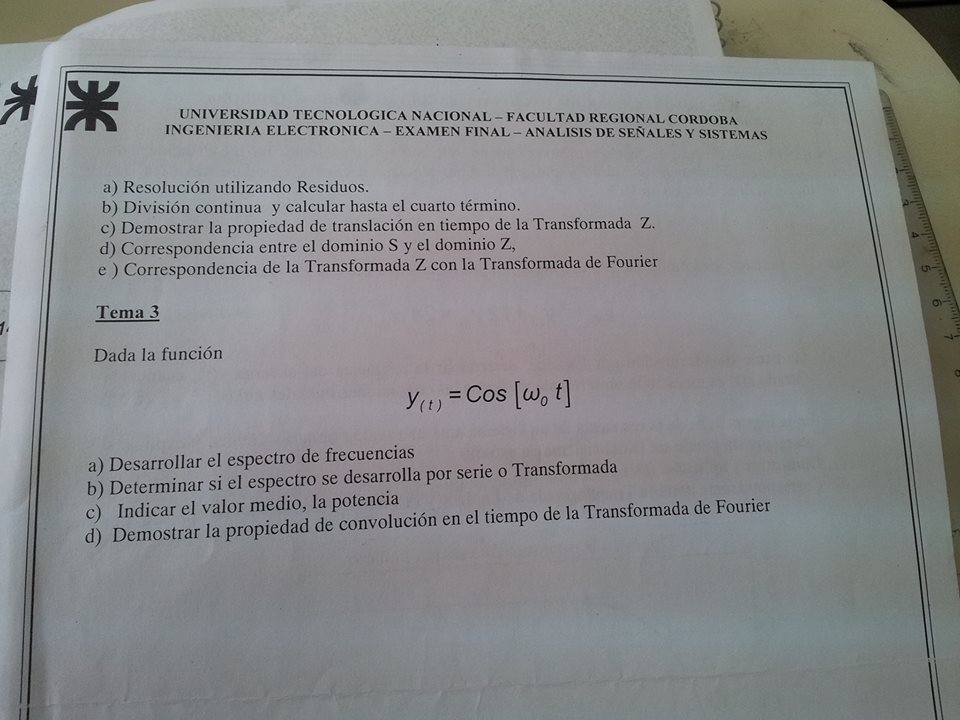 UNIVERSIDAD TECNOLOGICA NACIONAL – FACULTAD REGIONAL CORDOBA
INGENIERIA ELECTRONICA – EXAMEN FINAL – ANALISIS DE SEÑALES Y SISTEMAS
a) Resolución utilizando Residuos.
b) División continua y calcular hasta el cuarto término.
c) Demostrar la propiedad de translación en tiempo de la Transformada Z.
d) Correspondencia entre el dominio S y el dominio Z,
e ) Correspondencia de la Transformada Z con la Transformada de Fourier
Tema 3
Dada la función
y(t) = Cos [ω₀ t]
a) Desarrollar el espectro de frecuencias
b) Determinar si el espectro se desarrolla por serie o Transformada
c) Indicar el valor medio, la potencia
d) Demostrar la propiedad de convolución en el tiempo de la Transformada de Fourier